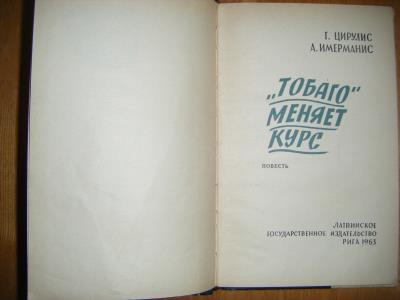 Г. ЦИРУЛИС
А. ИМЕРМАНИС
„ТОБАГО“
МЕНЯЕТ
КУРС
ПОВЕСТЬ
ЛАТВИЙСКОЕ
ГОСУДАРСТВЕННОЕ ИЗДАТЕЛЬСТВО
РИГА 1963